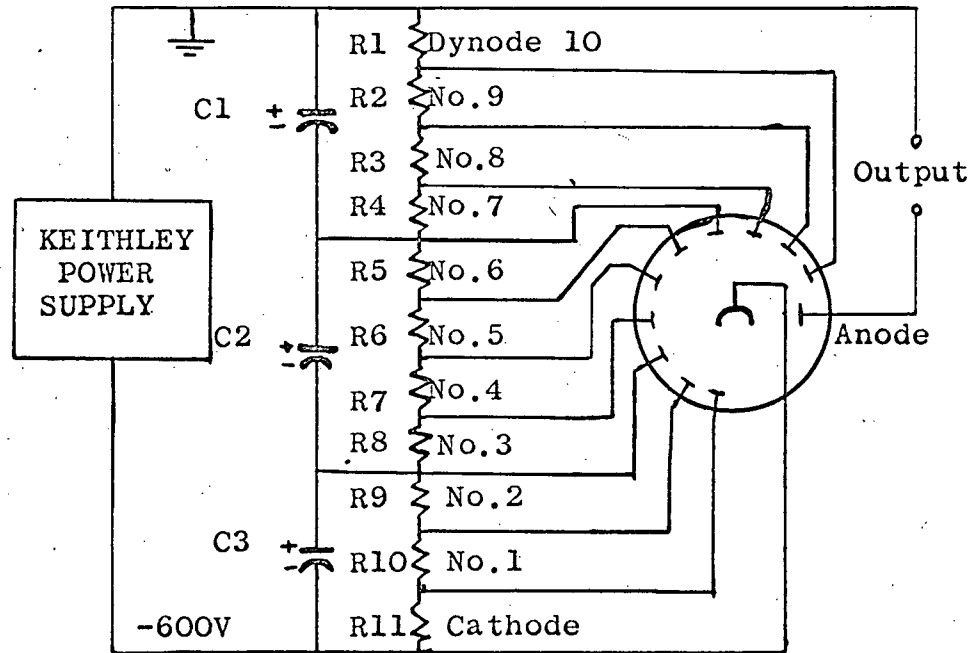 R1 Dynode 10
R2 No.9
C1 + -
R3 No.8
Output
R4 No.7
KEITHLEY
POWER
SUPPLY
R5 No.6
C2 + -
R6 No.5
Anode
R7 No.4
R8 No.3
R9 No.2
C3 + -
R10 No.1
-600V
R11 Cathode